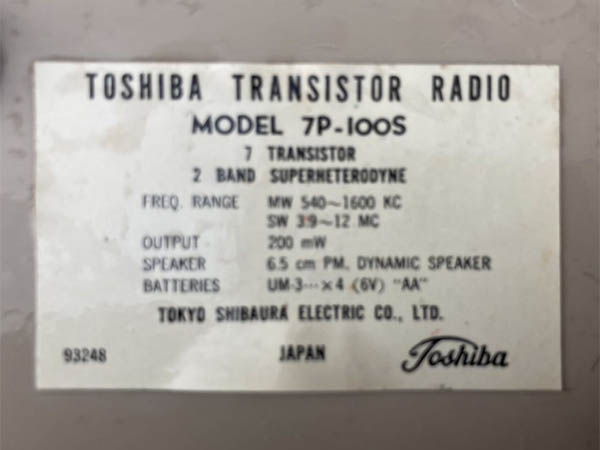 TOSHIBA TRANSISTOR RADIO
MODEL 7P-100S
7 TRANSISTOR
2 BAND SUPERHETERODYNE
FREQ. RANGE MW 540~1600 KC
SW 3.9~12 MC
OUTPUT 200 mW
SPEAKER 6.5 cm PM. DYNAMIC SPEAKER
BATTERIES UM-3···×4 (6V) "AA"
TOKYO SHIBAURA ELECTRIC CO., LTD.
93248 JAPAN Toshiba